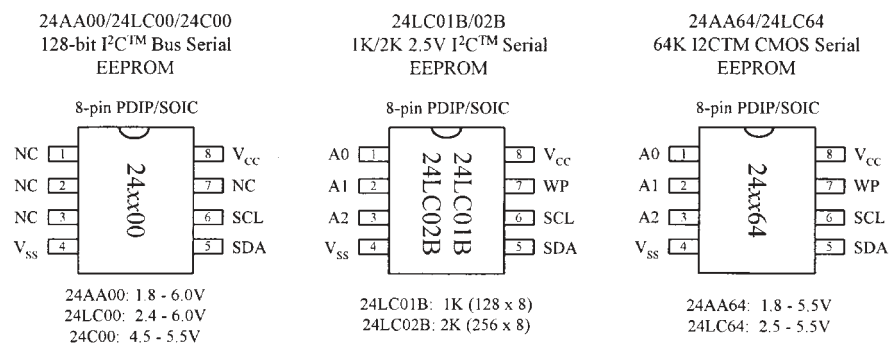 24AA00/24LC00/24C00
128-bit I²C™ Bus Serial
EEPROM
8-pin PDIP/SOIC
NC 1
NC 2
NC 3
VSS 4
24xx00
8 VCC
7 NC
6 SCL
5 SDA
24AA00: 1.8 - 6.0V
24LC00: 2.4 - 6.0V
24C00: 4.5 - 5.5V
24LC01B/02B
1K/2K 2.5V I²C™ Serial
EEPROM
8-pin PDIP/SOIC
A0 1
A1 2
A2 3
VSS 4
24LC01B
24LC02B
8 VCC
7 WP
6 SCL
5 SDA
24LC01B: 1K (128 x 8)
24LC02B: 2K (256 x 8)
24AA64/24LC64
64K I2CTM CMOS Serial
EEPROM
8-pin PDIP/SOIC
A0 1
A1 2
A2 3
VSS 4
24xx64
8 VCC
7 WP
6 SCL
5 SDA
24AA64: 1.8 - 5.5V
24LC64: 2.5 - 5.5V